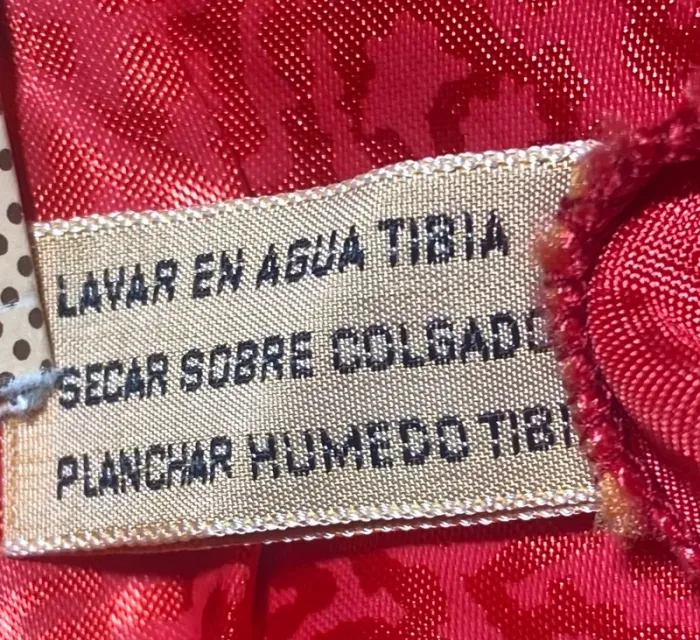 LAVAR EN AGUA TIBIA
SECAR SOBRE COLGADO
PLANCHAR HUMEDO TIBI